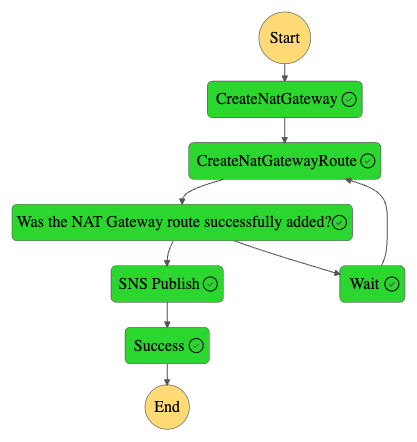 Start
CreateNatGateway
CreateNatGatewayRoute
Was the NAT Gateway route successfully added?
SNS Publish
Wait
Success
End